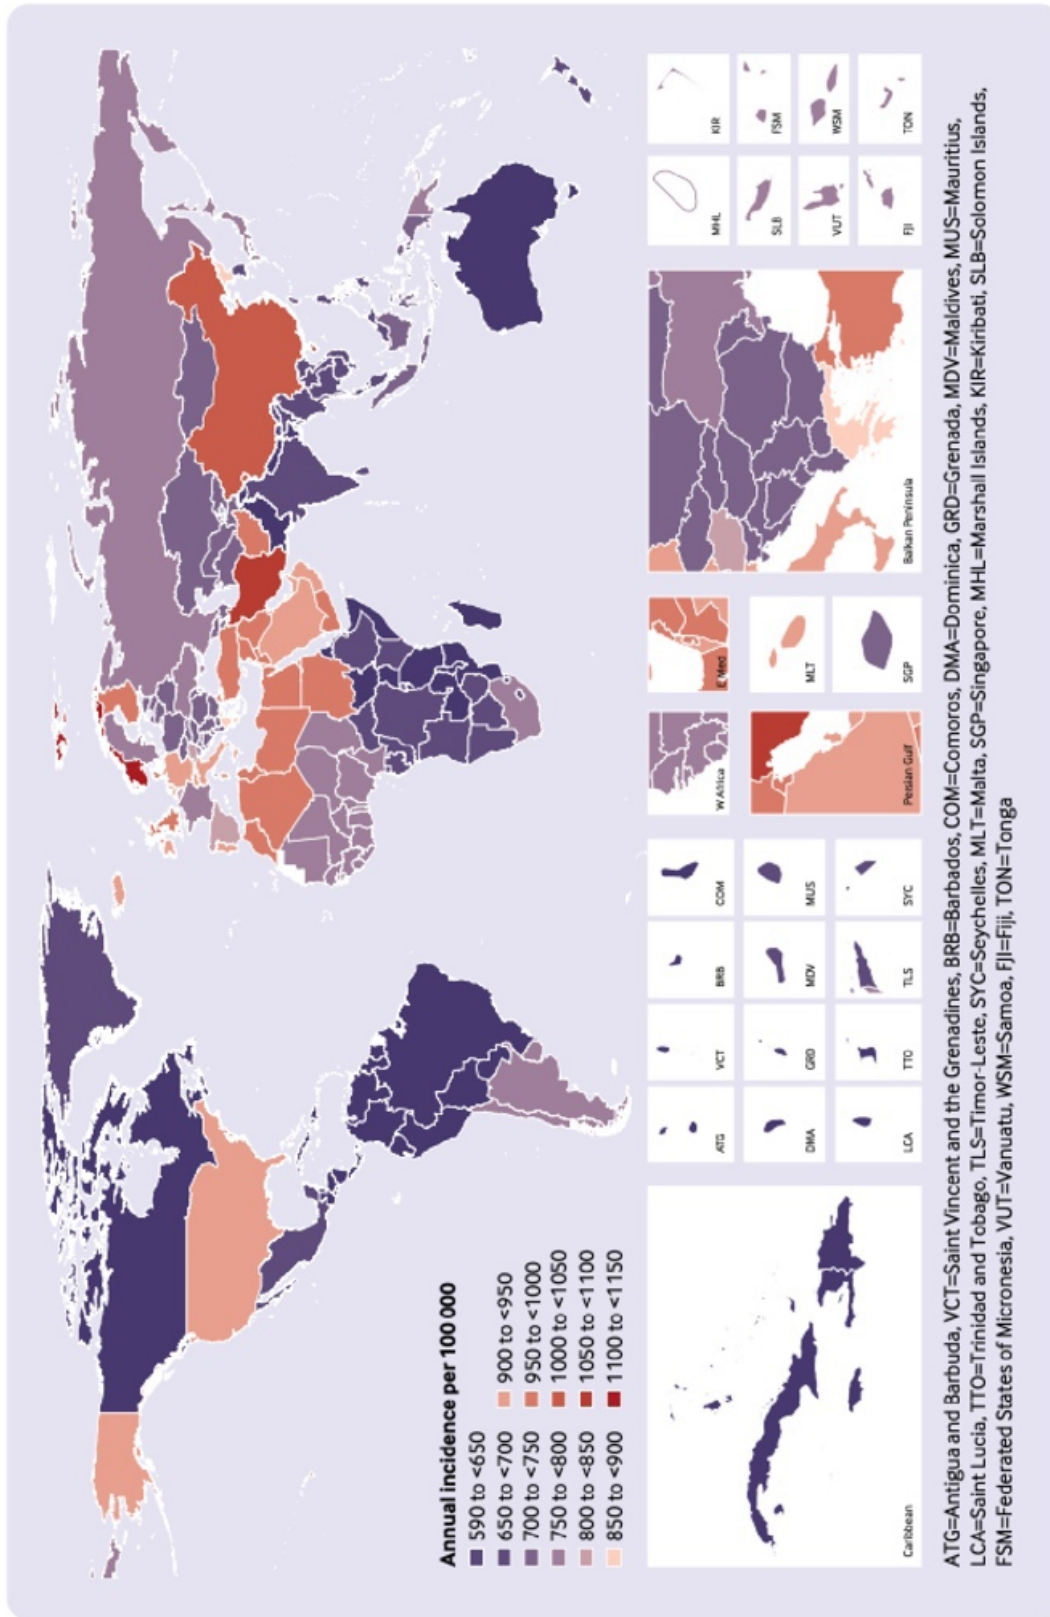 Annual incidence per 100 000
590 to <650
650 to <700
700 to <750
750 to <800
800 to <850
850 to <900
900 to <950
950 to <1000
1000 to <1050
1050 to <1100
1100 to <1150
Caribbean
ATG
VCT
BRB
COM
DMA
GRD
MDV
MUS
LCA
TTO
TLS
SYC
W Africa
E Med
Persian Gulf
MLT
SGP
Balkan Peninsula
MHL
KIR
SLB
FSM
VUT
WSM
FJI
TON
ATG=Antigua and Barbuda, VCT=Saint Vincent and the Grenadines, BRB=Barbados, COM=Comoros, DMA=Dominica, GRD=Grenada, MDV=Maldives, MUS=Mauritius,
LCA=Saint Lucia, TTO=Trinidad and Tobago, TLS=Timor-Leste, SYC=Seychelles, MLT=Malta, SGP=Singapore, MHL=Marshall Islands, KIR=Kiribati, SLB=Solomon Islands,
FSM=Federated States of Micronesia, VUT=Vanuatu, WSM=Samoa, FJI=Fiji, TON=Tonga